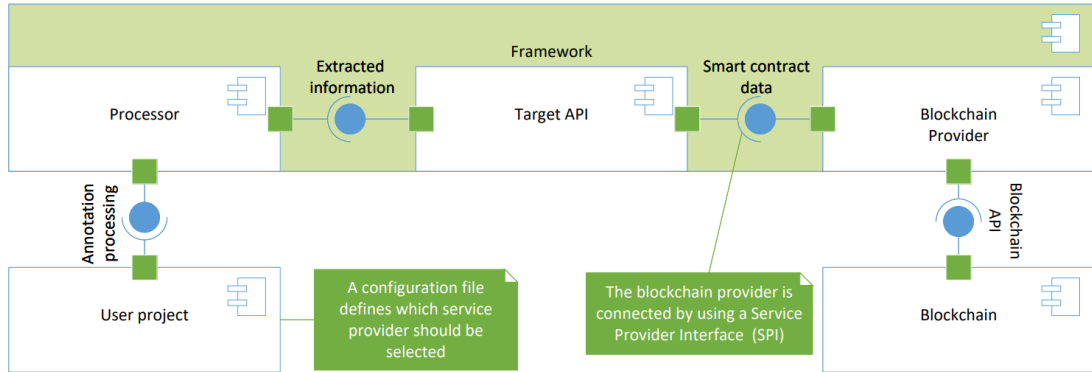 Framework
Extracted
information
Smart contract
data
Processor
Target API
Blockchain
Provider
Annotation
processing
Blockchain
API
User project
A configuration file
defines which service
provider should be
selected
The blockchain provider is
connected by using a Service
Provider Interface (SPI)
Blockchain